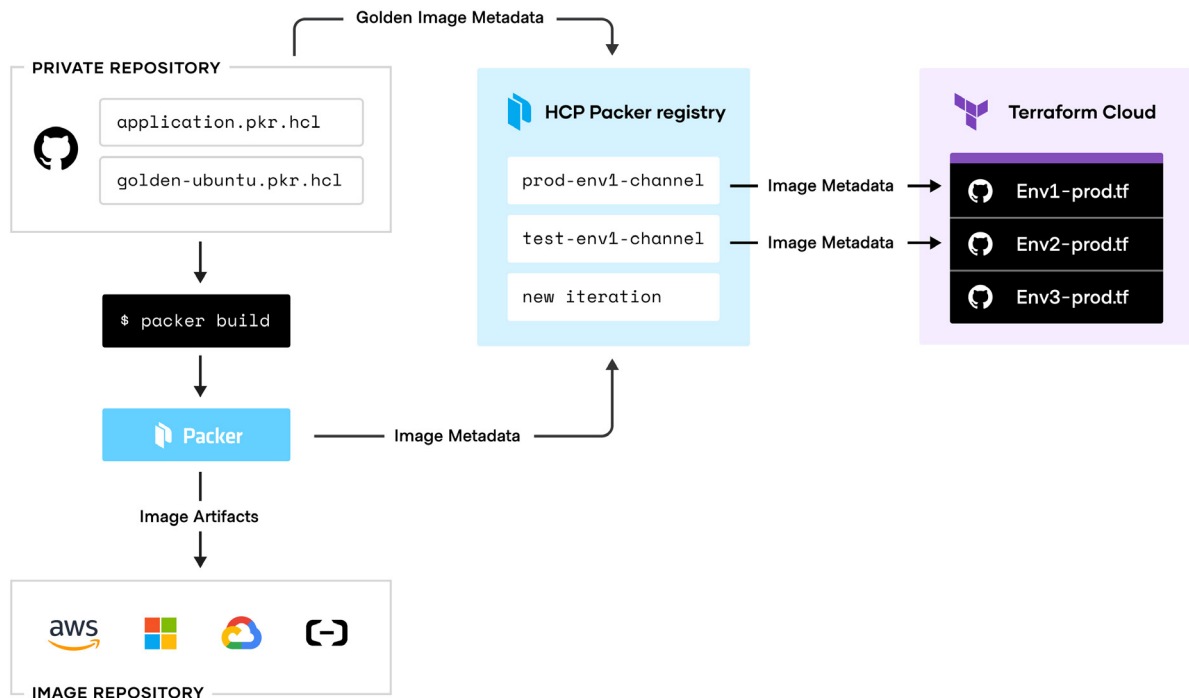 Golden Image Metadata
PRIVATE REPOSITORY
application.pkr.hcl
golden-ubuntu.pkr.hcl
$ packer build
Packer
Image Metadata
Image Artifacts
aws
IMAGE REPOSITORY
HCP Packer registry
prod-env1-channel
test-env1-channel
new iteration
Image Metadata
Image Metadata
Terraform Cloud
Env1-prod.tf
Env2-prod.tf
Env3-prod.tf